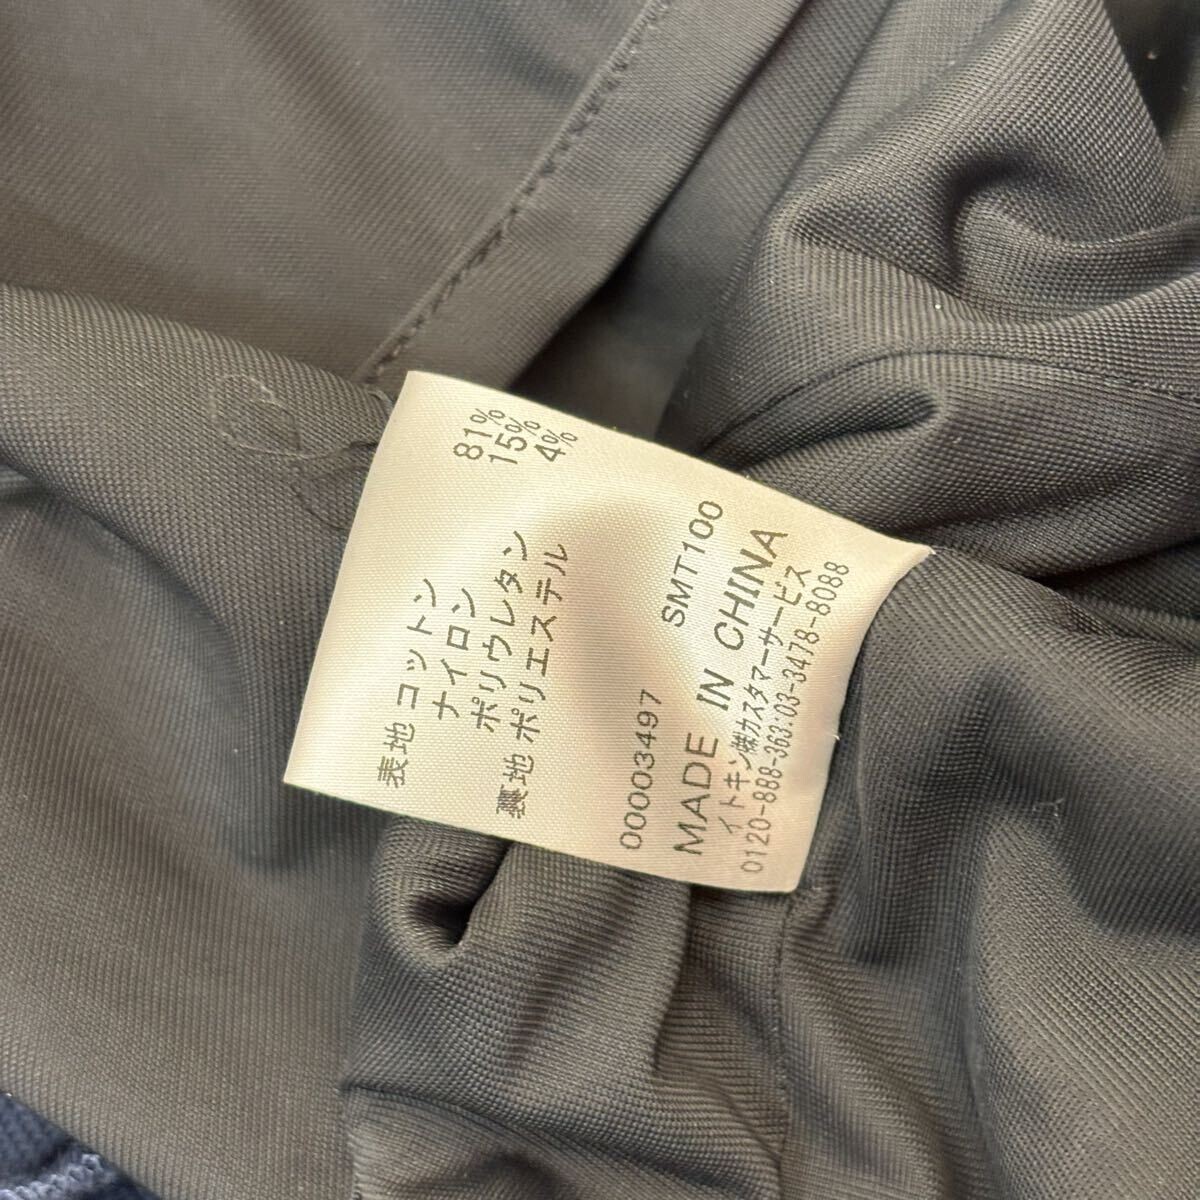 表地 コットン 81%
ナイロン 15%
ポリウレタン 4%
裏地 ポリエステル
00003497 SMT100
MADE IN CHINA
イトキン㈱カスタマーサービス
0120-888-363:03-3478-8088